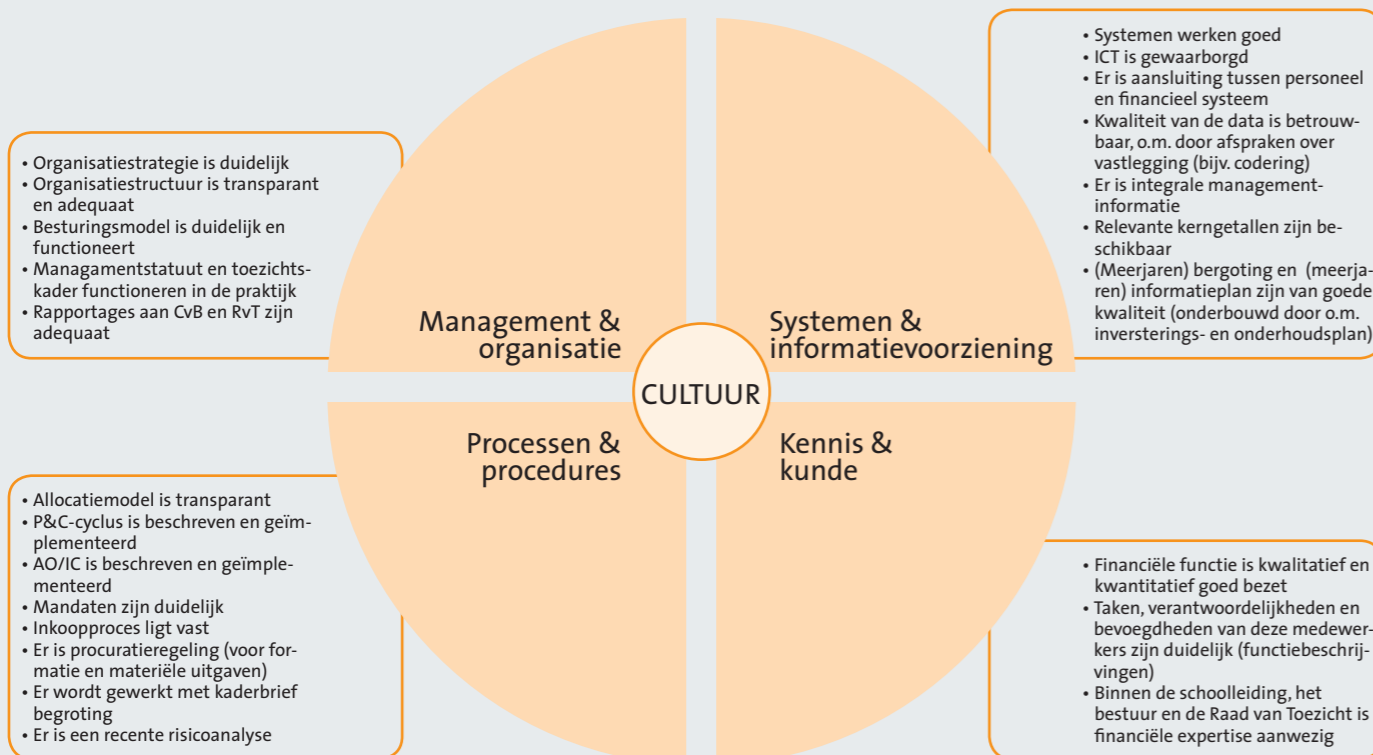 • Organisatiestrategie is duidelijk
• Organisatiestructuur is transparant
en adequaat
• Besturingsmodel is duidelijk en
functioneert
• Managamentstatuut en toezichts-
kader functioneren in de praktijk
• Rapportages aan CvB en RvT zijn
adequaat
Management &
organisatie
• Systemen werken goed
• ICT is gewaarborgd
• Er is aansluiting tussen personeel
en financieel systeem
• Kwaliteit van de data is betrouw-
baar, o.m. door afspraken over
vastlegging (bijv. codering)
• Er is integrale management-
informatie
• Relevante kerngetallen zijn be-
schikbaar
• (Meerjaren) bergoting en (meerja-
ren) informatieplan zijn van goede
kwaliteit (onderbouwd door o.m.
inversterings- en onderhoudsplan)
Systemen &
informatievoorziening
CULTUUR
Processen &
procedures
• Allocatiemodel is transparant
• P&C-cyclus is beschreven en geïm-
plementeerd
• AO/IC is beschreven en geïmple-
menteerd
• Mandaten zijn duidelijk
• Inkoopproces ligt vast
• Er is procuratieregeling (voor for-
matie en materiële uitgaven)
• Er wordt gewerkt met kaderbrief
begroting
• Er is een recente risicoanalyse
Kennis &
kunde
• Financiële functie is kwalitatief en
kwantitatief goed bezet
• Taken, verantwoordelijkheden en
bevoegdheden van deze medewer-
kers zijn duidelijk (functiebeschrij-
vingen)
• Binnen de schoolleiding, het
bestuur en de Raad van Toezicht is
financiële expertise aanwezig